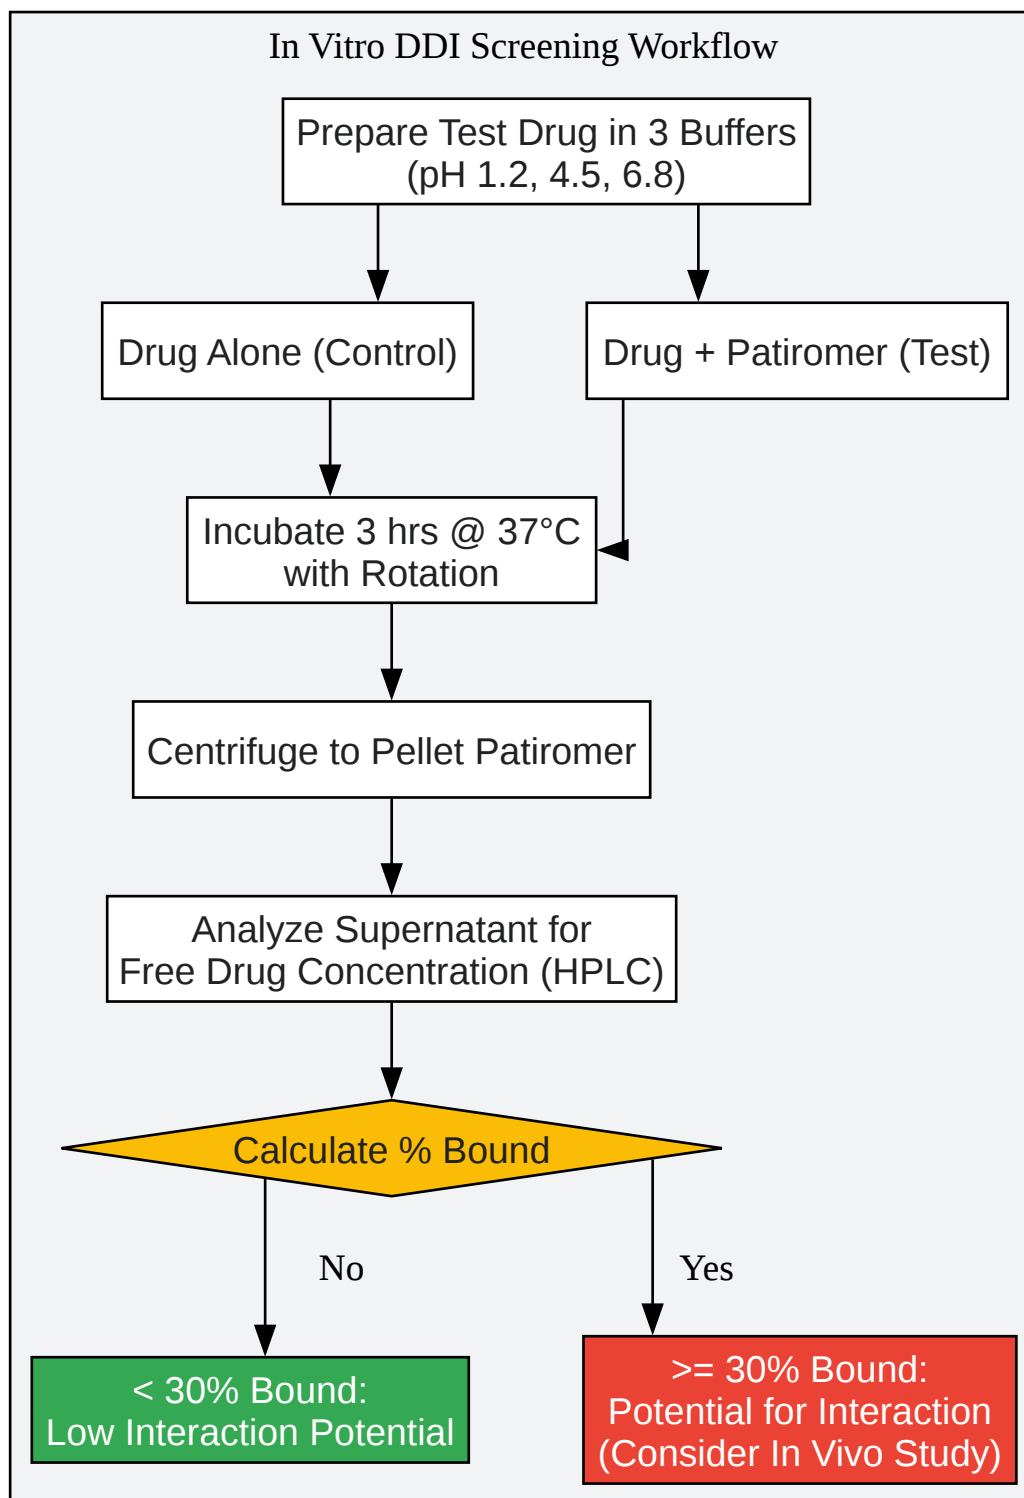 In Vitro DDI Screening Workflow
Prepare Test Drug in 3 Buffers
(pH 1.2, 4.5, 6.8)
Drug Alone (Control)
Drug + Patiromer (Test)
Incubate 3 hrs @ 37°C
with Rotation
Centrifuge to Pellet Patiromer
Analyze Supernatant for
Free Drug Concentration (HPLC)
Calculate % Bound
No
Yes
< 30% Bound:
Low Interaction Potential
>= 30% Bound:
Potential for Interaction
(Consider In Vivo Study)